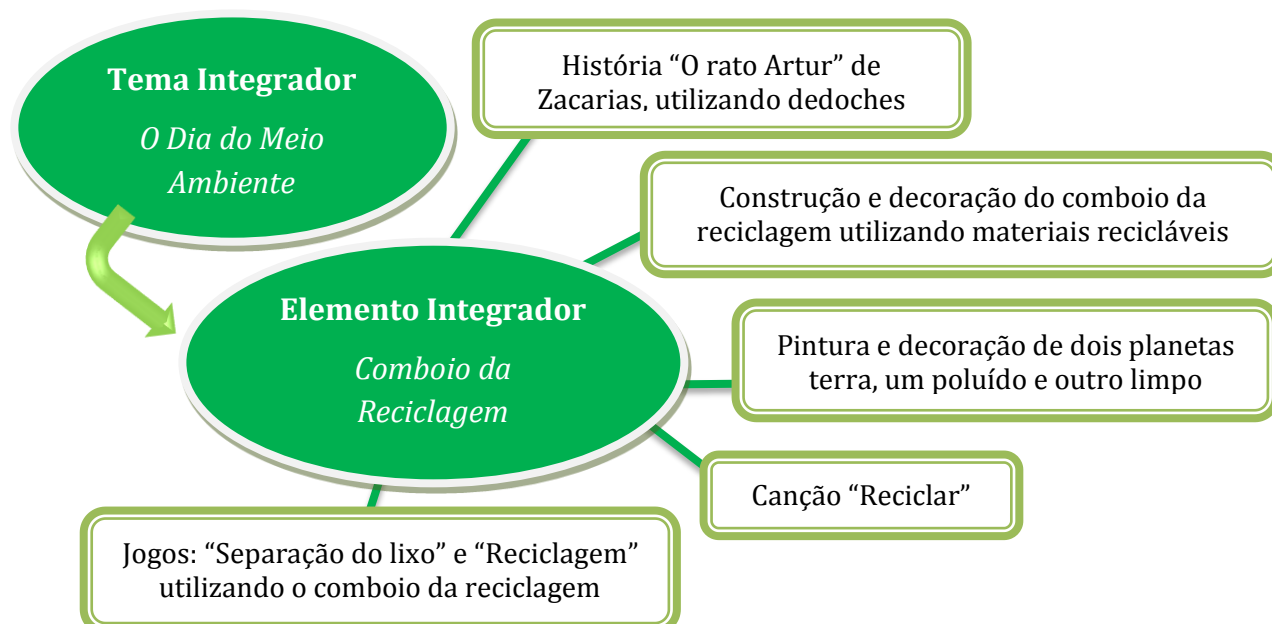 Tema Integrador
O Dia do Meio
Ambiente
História “O rato Artur” de
Zacarias, utilizando dedoches
Construção e decoração do comboio da
reciclagem utilizando materiais recicláveis
Elemento Integrador
Comboio da
Reciclagem
Pintura e decoração de dois planetas
terra, um poluído e outro limpo
Canção “Reciclar”
Jogos: “Separação do lixo” e “Reciclagem”
utilizando o comboio da reciclagem